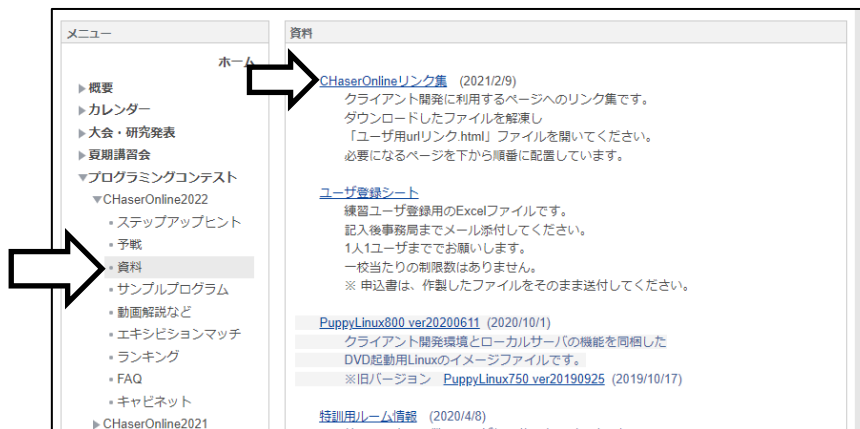 メニュー
ホーム
概要
カレンダー
大会・研究発表
夏期講習会
プログラミングコンテスト
CHaserOnline2022
ステップアップヒント
予戦
資料
サンプルプログラム
動画解説など
エキシビションマッチ
ランキング
FAQ
キャビネット
CHaserOnline2021
資料
CHaserOnlineリンク集 (2021/2/9)
クライアント開発に利用するページへのリンク集です。
ダウンロードしたファイルを解凍し
「ユーザ用urlリンク.html」ファイルを開いてください。
必要になるページを下から順番に配置しています。
ユーザ登録シート
練習ユーザ登録用のExcelファイルです。
記入後事務局までメール添付してください。
1人1ユーザまででお願いします。
一校当たりの制限数はありません。
※ 申込書は、作製したファイルをそのまま送付してください。
PuppyLinux800 ver20200611 (2020/10/1)
クライアント開発環境とローカルサーバの機能を同梱した
DVD起動用Linuxのイメージファイルです。
※旧バージョン PuppyLinux750 ver20190925 (2019/10/17)
特訓用ルーム情報 (2020/4/8)